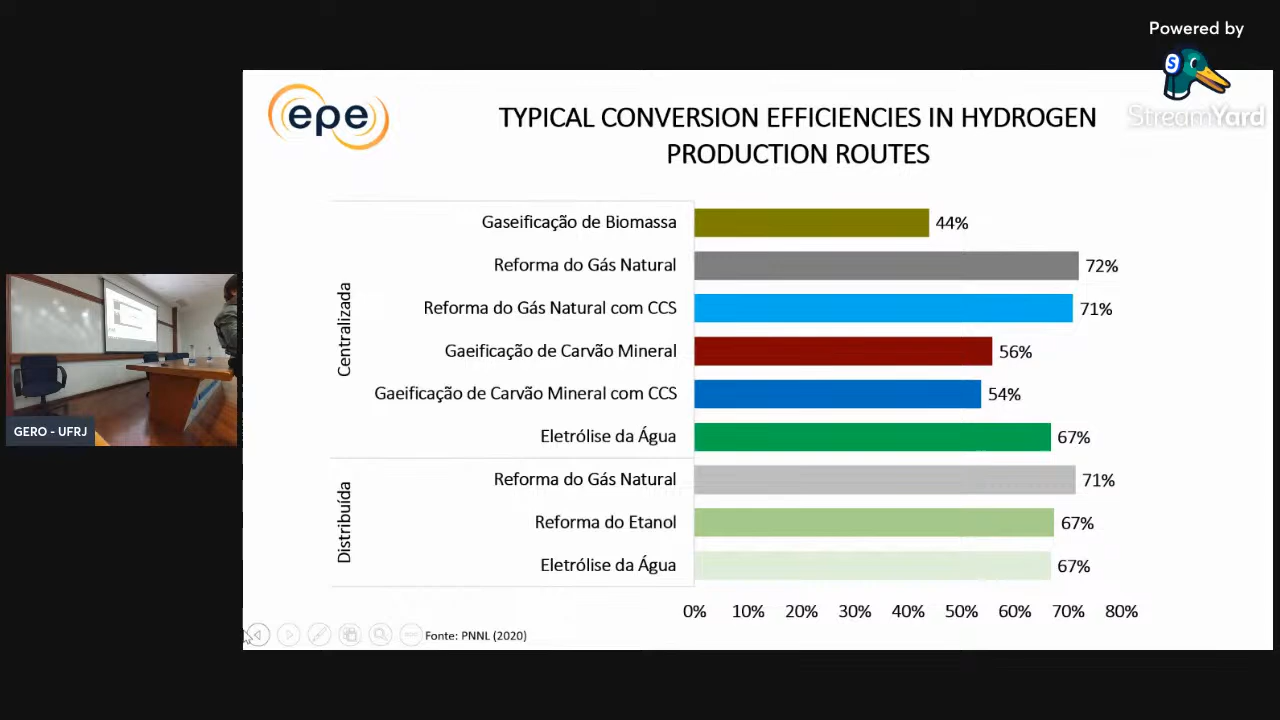 Powered by
StreamYard
epe
TYPICAL CONVERSION EFFICIENCIES IN HYDROGEN
PRODUCTION ROUTES
Centralizada
Gaseificação de Biomassa 44%
Reforma do Gás Natural 72%
Reforma do Gás Natural com CCS 71%
Gaeificação de Carvão Mineral 56%
Gaeificação de Carvão Mineral com CCS 54%
Eletrólise da Água 67%
Distribuída
Reforma do Gás Natural 71%
Reforma do Etanol 67%
Eletrólise da Água 67%
0% 10% 20% 30% 40% 50% 60% 70% 80%
Fonte: PNNL (2020)
GERO - UFRJ